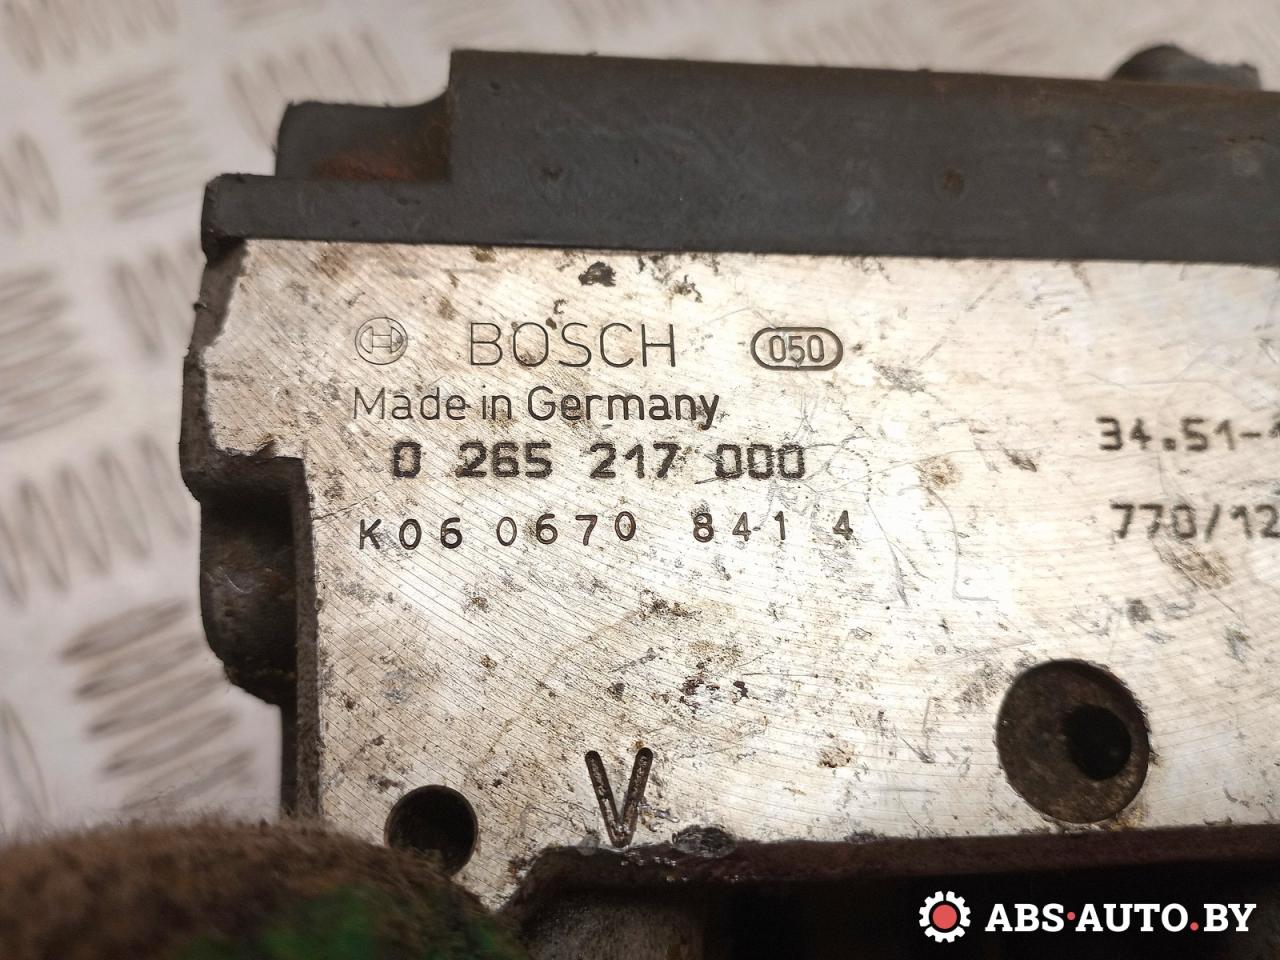 BOSCH 050
Made in Germany
0 265 217 000
K06 0670 8414
34.51-
770/12
V
ABS·AUTO.BY